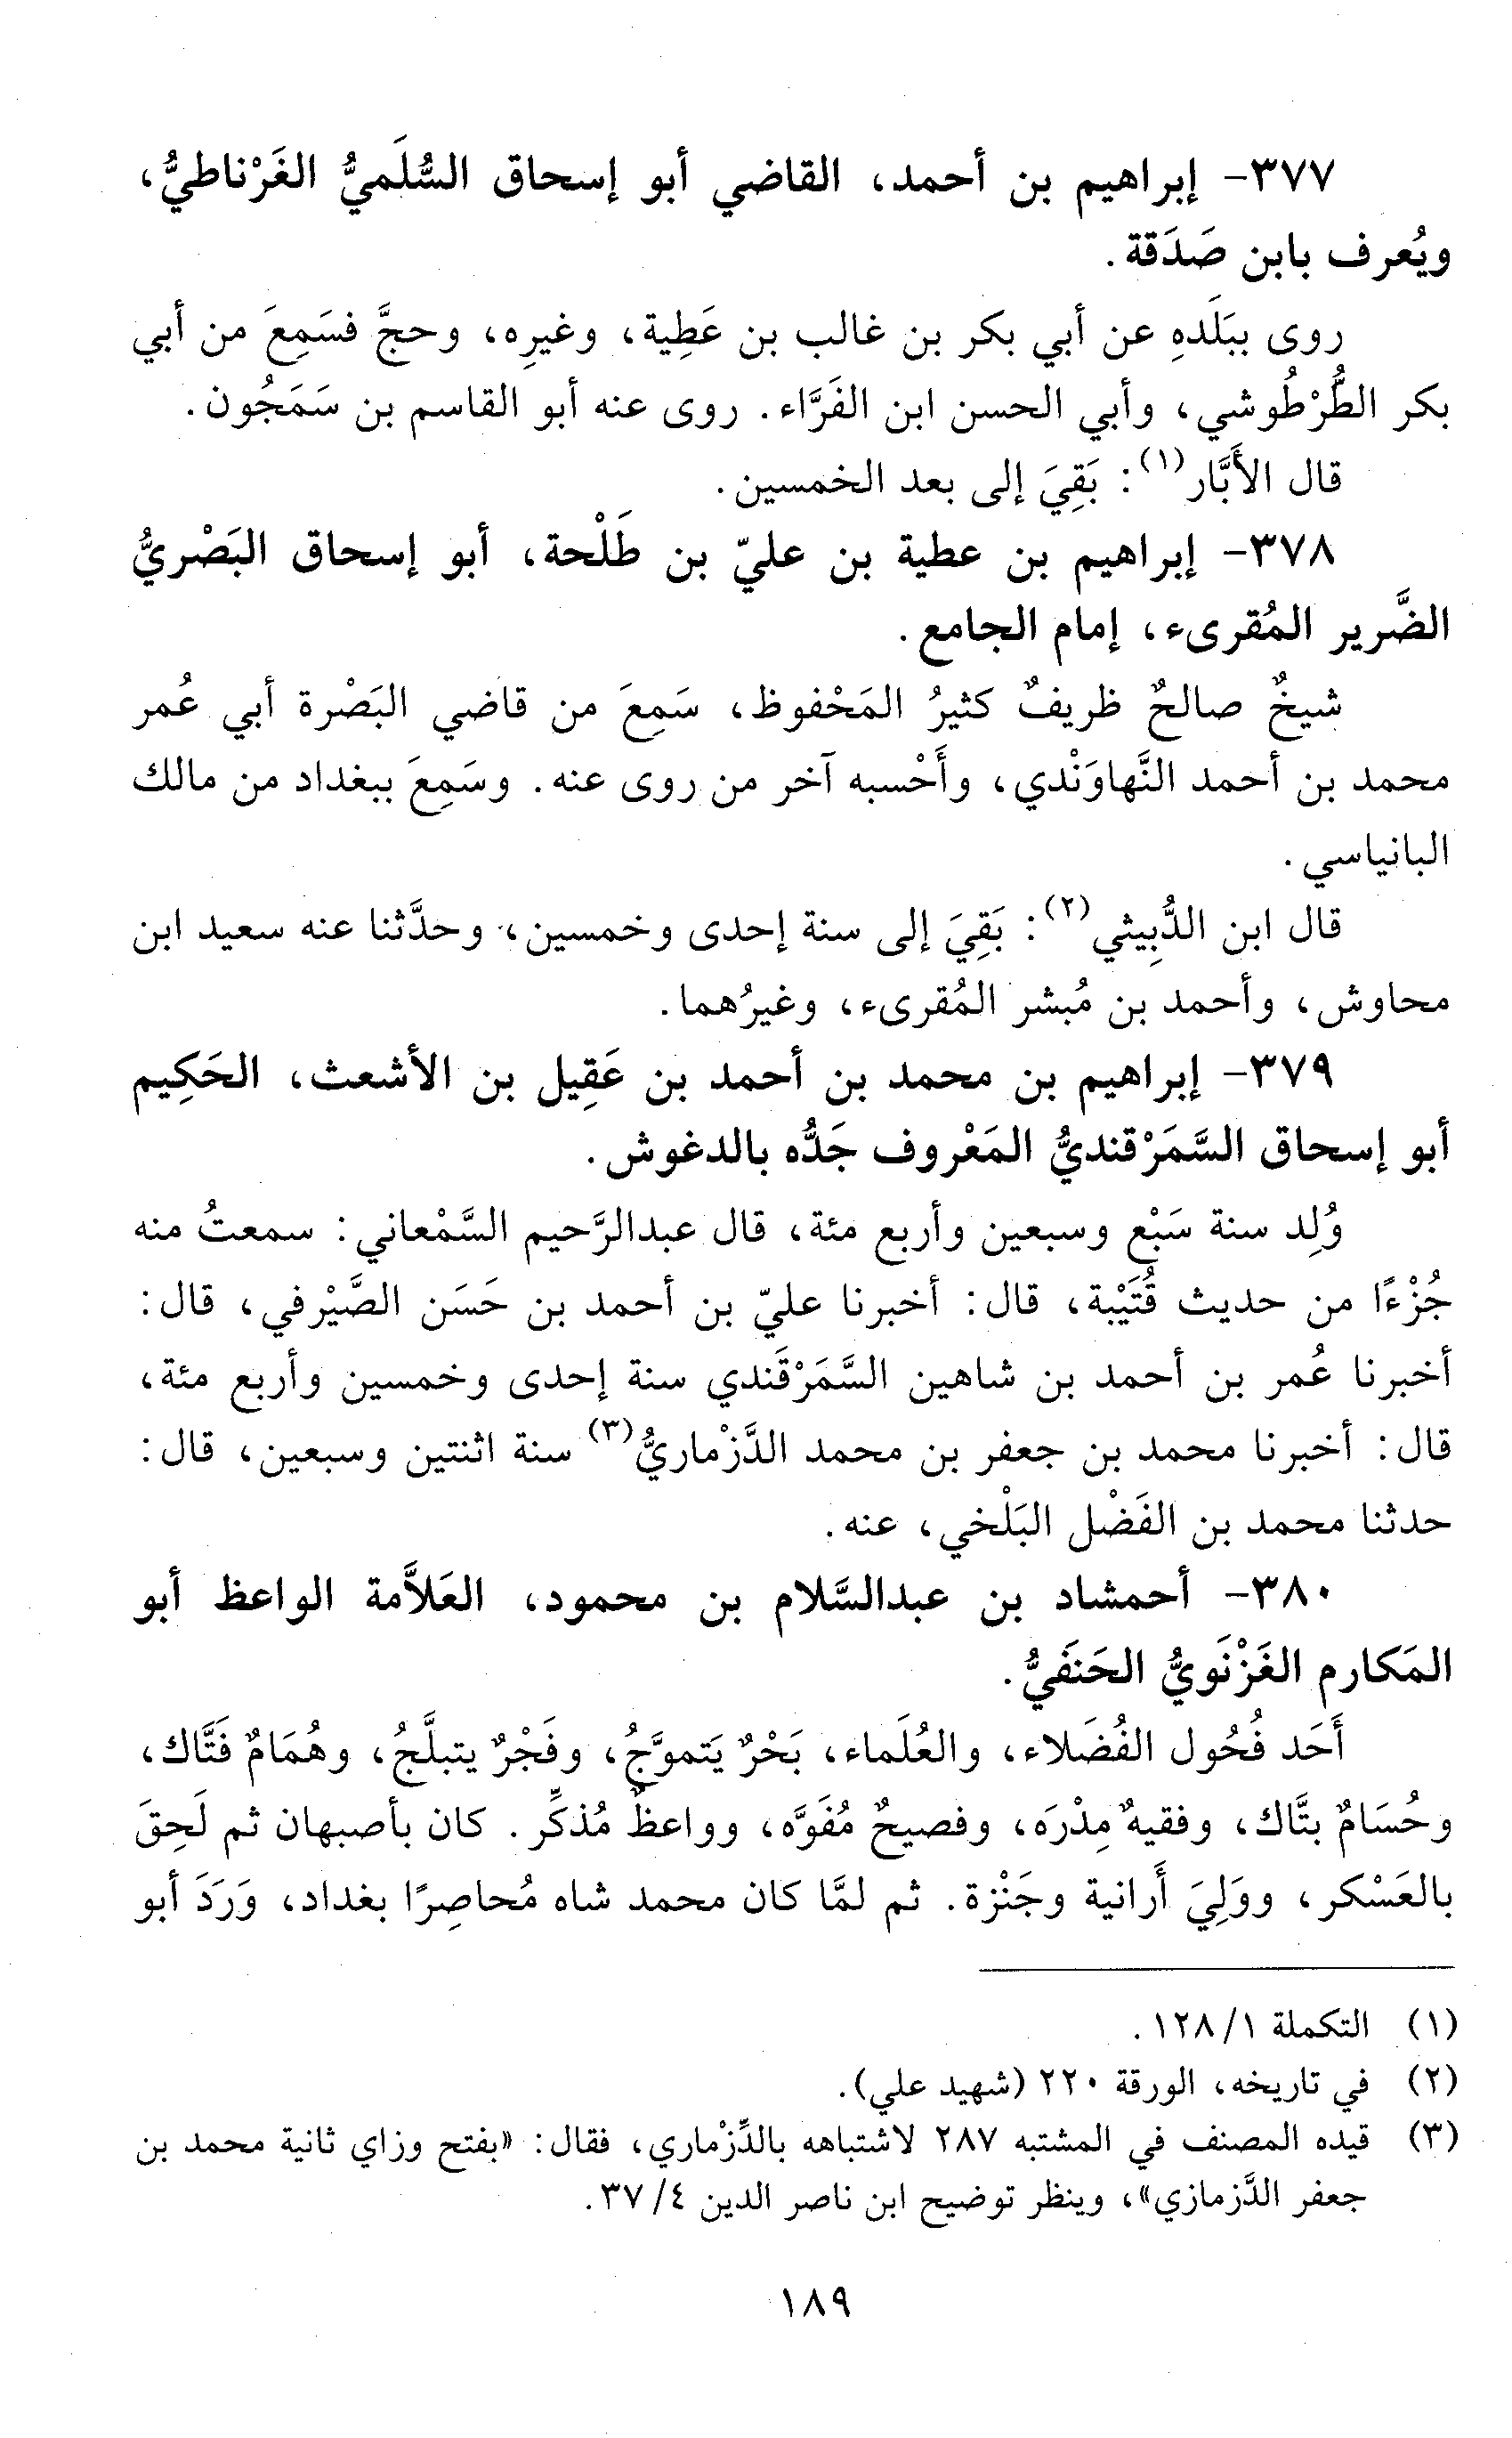 ٣٧٧- إبراهيم بن أحمد، القاضي أبو إسحاق السُّلَميُّ الغَرْناطيُّ،
ويُعرف بابن صَدَقة.
روى ببَلَدهِ عن أبي بكر بن غالب بن عَطِية، وغيرِه، وحجَّ فسَمِعَ من أبي
بكر الطُّرْطُوشي، وأبي الحسن ابن الفَرَّاء. روى عنه أبو القاسم بن سَمَجُون.
قال الأَبَّار(١): بَقِيَ إلى بعد الخمسين.
٣٧٨- إبراهيم بن عطية بن عليّ بن طَلْحة، أبو إسحاق البَصْريُّ
الضَّرير المُقرىء، إمام الجامع.
شيخٌ صالحٌ ظريفٌ كثيرُ المَحْفوظ، سَمِعَ من قاضي البَصْرة أبي عُمر
محمد بن أحمد النَّهاوَنْدي، وأَحْسبه آخر من روى عنه. وسَمِعَ ببغداد من مالك
البانياسي.
قال ابن الدُّبِيثي(٢): بَقِيَ إلى سنة إحدى وخمسين، وحدَّثنا عنه سعيد ابن
محاوش، وأحمد بن مُبشر المُقرىء، وغيرُهما.
٣٧٩- إبراهيم بن محمد بن أحمد بن عَقِيل بن الأشعث، الحَكِيم
أبو إسحاق السَّمَرْقنديُّ المَعْروف جَدُّه بالدغوش.
وُلِد سنة سَبْع وسبعين وأربع مئة، قال عبدالرَّحيم السَّمْعاني: سمعتُ منه
جُزْءًا من حديث قُتَيْبة، قال: أخبرنا عليّ بن أحمد بن حَسَن الصَّيْرفي، قال:
أخبرنا عُمر بن أحمد بن شاهين السَّمَرْقَندي سنة إحدى وخمسين وأربع مئة،
قال: أخبرنا محمد بن جعفر بن محمد الدَّزْماريُّ(٣) سنة اثنتين وسبعين، قال:
حدثنا محمد بن الفَضْل البَلْخي، عنه.
٣٨٠- أحمشاد بن عبدالسَّلام بن محمود، العَلاَّمة الواعظ أبو
المَكارم الغَزْنَويُّ الحَنفَيُّ.
أَحَد فُحُول الفُضَلاء، والعُلَماء، بَحْرٌ يَتموَّجُ، وفَجْرٌ يتبلَّجُ، وهُمَامٌ فَتَّاك،
وحُسَامٌ بتَّاك، وفقيهٌ مِدْرَه، وفصيحٌ مُفَوَّه، وواعظٌ مُذكِّر. كان بأصبهان ثم لَحِقَ
بالعَسْكر، ووَلِيَ أَرانية وجَنْزة. ثم لمَّا كان محمد شاه مُحاصِرًا بغداد، وَرَدَ أبو
(١) التكملة ١/ ١٢٨.
(٢) في تاريخه، الورقة ٢٢٠ (شهيد علي).
(٣) قيده المصنف في المشتبه ٢٨٧ لاشتباهه بالدِّزْماري، فقال: «بفتح وزاي ثانية محمد بن
جعفر الدَّزمازي»، وينظر توضيح ابن ناصر الدين ٤/ ٣٧.
١٨٩